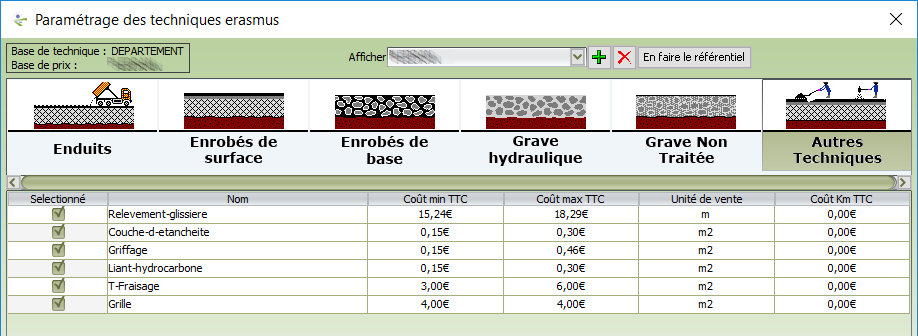 Paramétrage des techniques erasmus
Base de technique : DEPARTEMENT
Base de prix :
Afficher
En faire le référentiel
Enduits
Enrobés de surface
Enrobés de base
Grave hydraulique
Grave Non Traitée
Autres Techniques
Selectionné Nom Coût min TTC Coût max TTC Unité de vente Coût Km TTC
Relevement-glissiere 15,24€ 18,29€ m 0,00€
Couche-d-etancheite 0,15€ 0,30€ m2 0,00€
Griffage 0,15€ 0,46€ m2 0,00€
Liant-hydrocarbone 0,15€ 0,30€ m2 0,00€
T-Fraisage 3,00€ 6,00€ m2 0,00€
Grille 4,00€ 4,00€ m2 0,00€